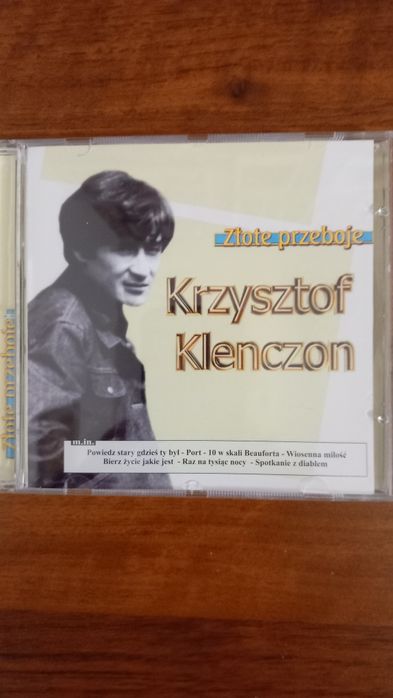 Złote przeboje
Krzysztof
Klenczon
m.in.
Powiedz stary gdzieś ty był - Port - 10 w skali Beauforta - Wiosenna miłość
Bierz życie jakie jest - Raz na tysiąc nocy - Spotkanie z diabłem
Złote przeboje